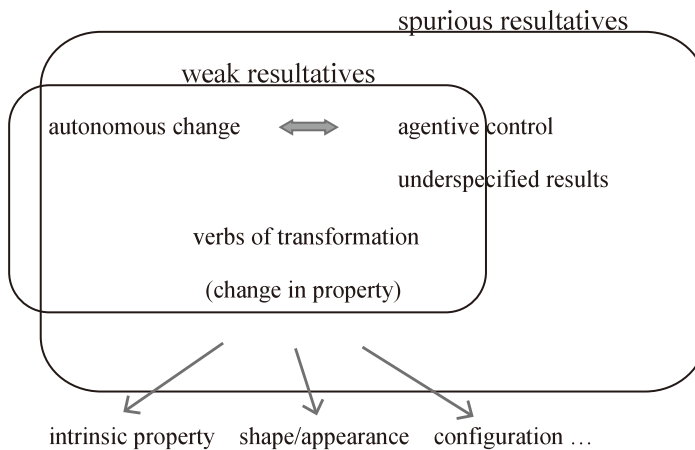 spurious resultatives
weak resultatives
autonomous change
agentive control
underspecified results
verbs of transformation
(change in property)
intrinsic property
shape/appearance
configuration …